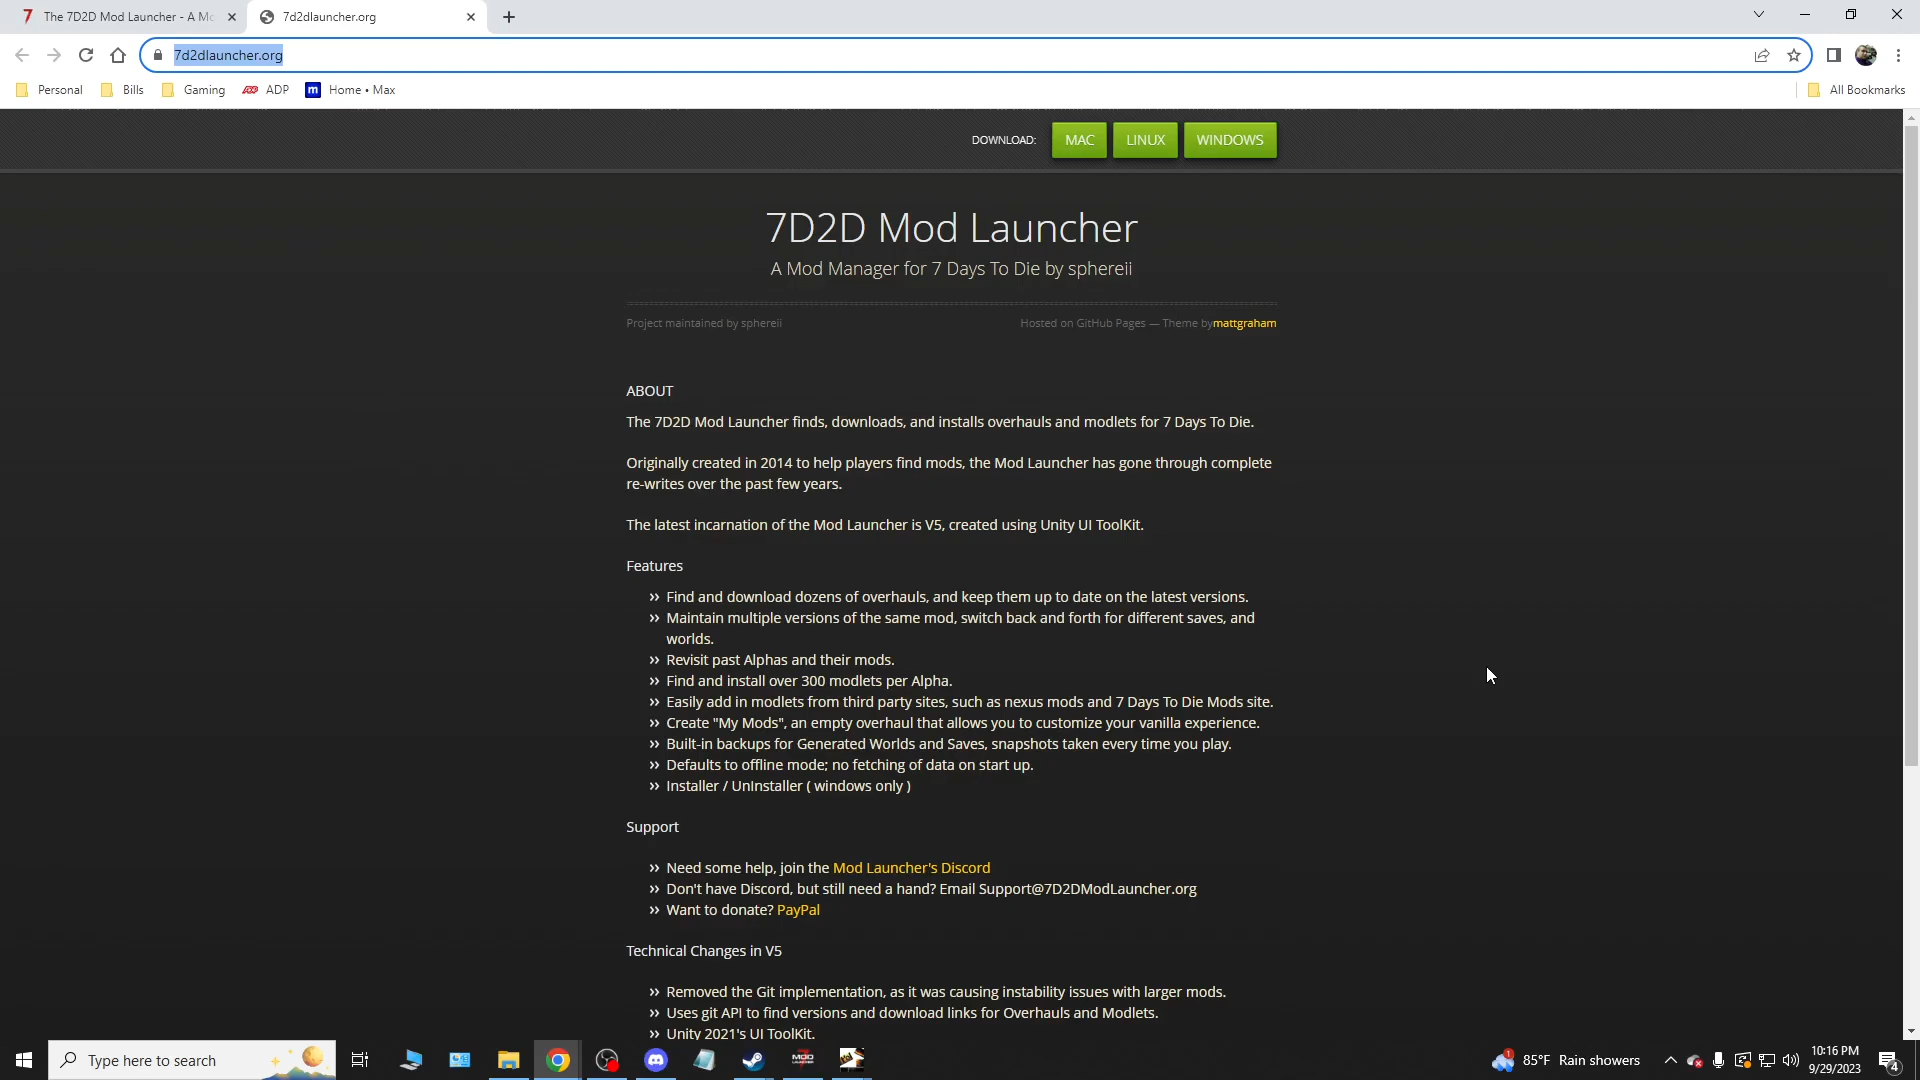 The 7D2D Mod Launcher - A Mo
7d2dlauncher.org
7d2dlauncher.org
Personal
Bills
Gaming
ADP
m Home • Max
All Bookmarks
DOWNLOAD: MAC LINUX WINDOWS
7D2D Mod Launcher
A Mod Manager for 7 Days To Die by sphereii
Project maintained by sphereii
Hosted on GitHub Pages — Theme bymattgraham
ABOUT
The 7D2D Mod Launcher finds, downloads, and installs overhauls and modlets for 7 Days To Die.
Originally created in 2014 to help players find mods, the Mod Launcher has gone through complete
re-writes over the past few years.
The latest incarnation of the Mod Launcher is V5, created using Unity UI ToolKit.
Features
›› Find and download dozens of overhauls, and keep them up to date on the latest versions.
›› Maintain multiple versions of the same mod, switch back and forth for different saves, and
worlds.
›› Revisit past Alphas and their mods.
›› Find and install over 300 modlets per Alpha.
›› Easily add in modlets from third party sites, such as nexus mods and 7 Days To Die Mods site.
›› Create "My Mods", an empty overhaul that allows you to customize your vanilla experience.
›› Built-in backups for Generated Worlds and Saves, snapshots taken every time you play.
›› Defaults to offline mode; no fetching of data on start up.
›› Installer / UnInstaller ( windows only )
Support
›› Need some help, join the Mod Launcher's Discord
›› Don't have Discord, but still need a hand? Email Support@7D2DModLauncher.org
›› Want to donate? PayPal
Technical Changes in V5
›› Removed the Git implementation, as it was causing instability issues with larger mods.
›› Uses git API to find versions and download links for Overhauls and Modlets.
›› Unity 2021's UI ToolKit.
Type here to search
1
85°F Rain showers
10:16 PM
9/29/2023
4